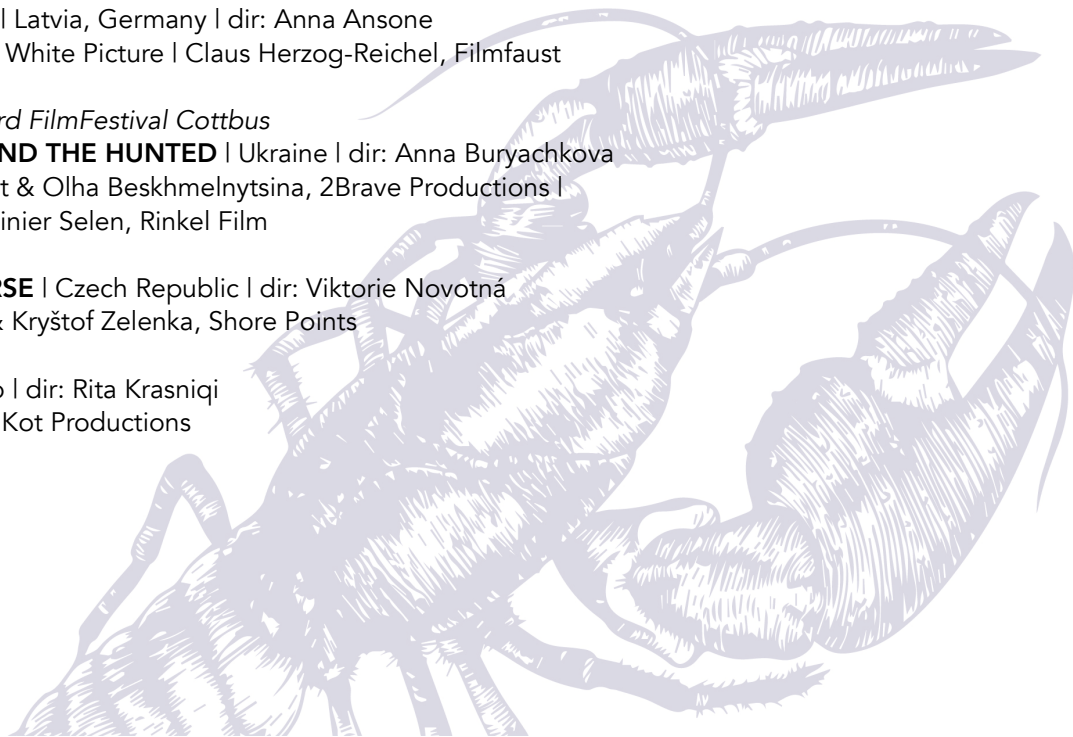 | Latvia, Germany | dir: Anna Ansone
White Picture | Claus Herzog-Reichel, Filmfaust
rd FilmFestival Cottbus
ND THE HUNTED | Ukraine | dir: Anna Buryachkova
t & Olha Beskhmelnytsina, 2Brave Productions |
inier Selen, Rinkel Film
RSE | Czech Republic | dir: Viktorie Novotná
& Kryštof Zelenka, Shore Points
o | dir: Rita Krasniqi
Kot Productions